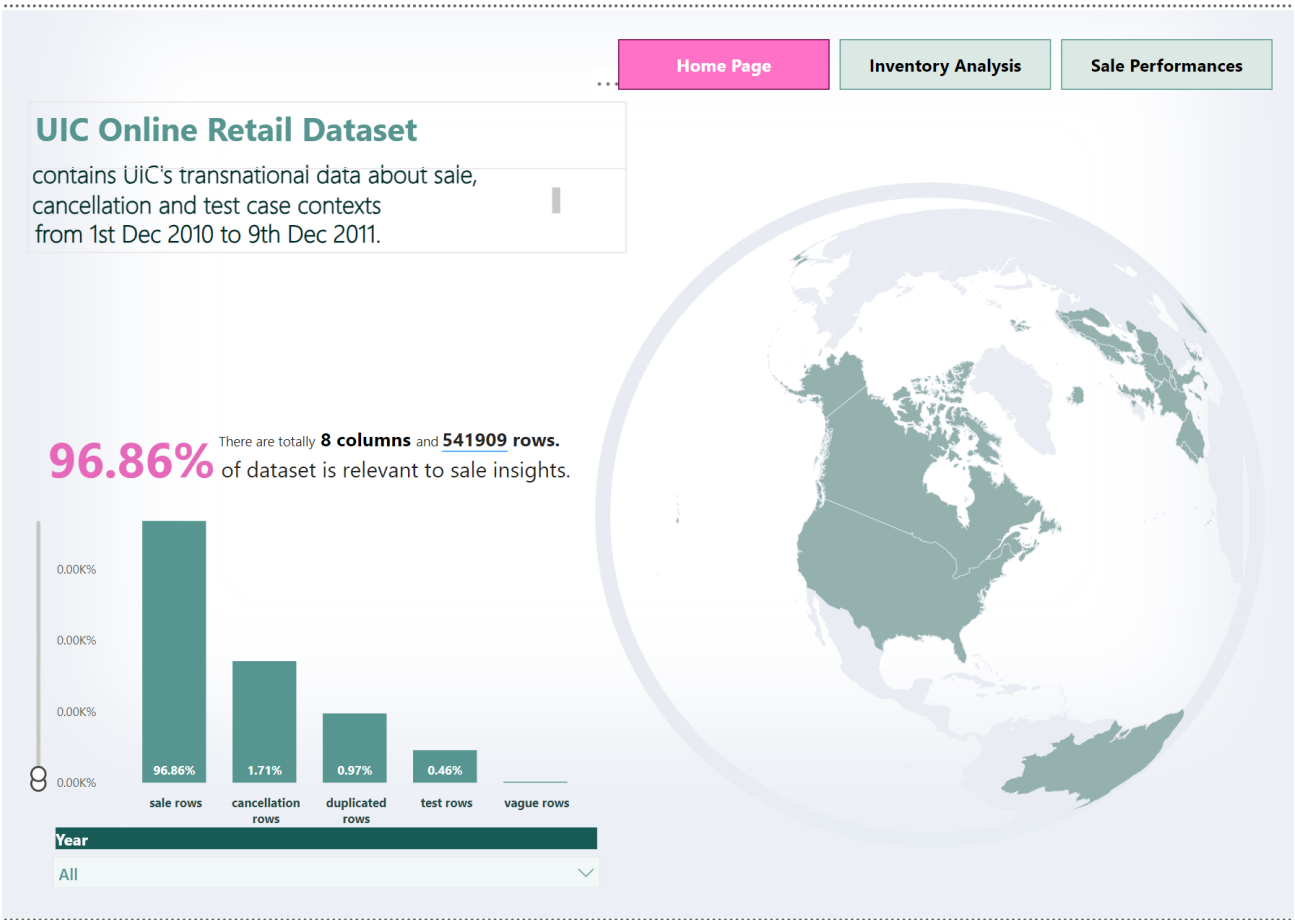 Home Page
Inventory Analysis
Sale Performances
UIC Online Retail Dataset
contains UIC's transnational data about sale,
cancellation and test case contexts
from 1st Dec 2010 to 9th Dec 2011.
96.86%
There are totally 8 columns and 541909 rows.
of dataset is relevant to sale insights.
0.00K%
0.00K%
0.00K%
0.00K%
96.86%
1.71%
0.97%
0.46%
sale rows
cancellation rows
duplicated rows
test rows
vague rows
Year
All